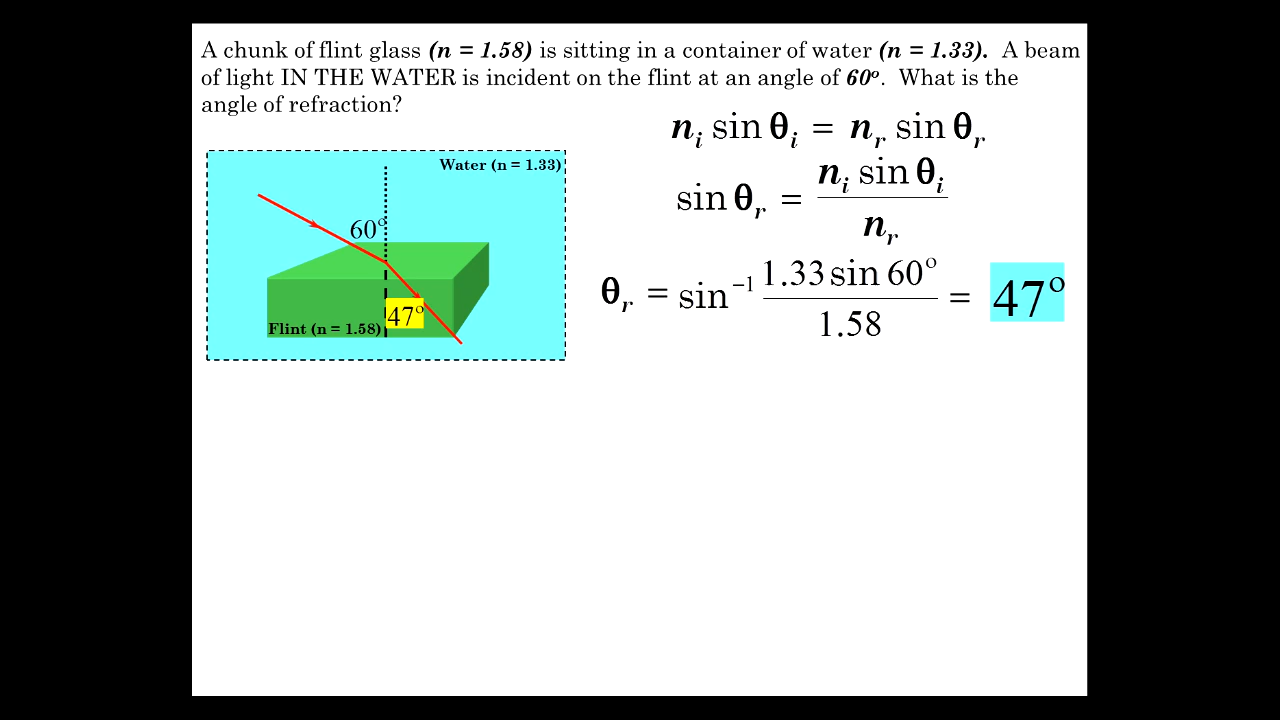 A chunk of flint glass (n = 1.58) is sitting in a container of water (n = 1.33). A beam
of light IN THE WATER is incident on the flint at an angle of 60º. What is the
angle of refraction?
nᵢ sin θᵢ = nᵣ sin θᵣ
sin θᵣ = nᵢ sin θᵢ / nᵣ
θᵣ = sin⁻¹ 1.33 sin 60º / 1.58 = 47º
Water (n = 1.33)
60º
47º
Flint (n = 1.58)